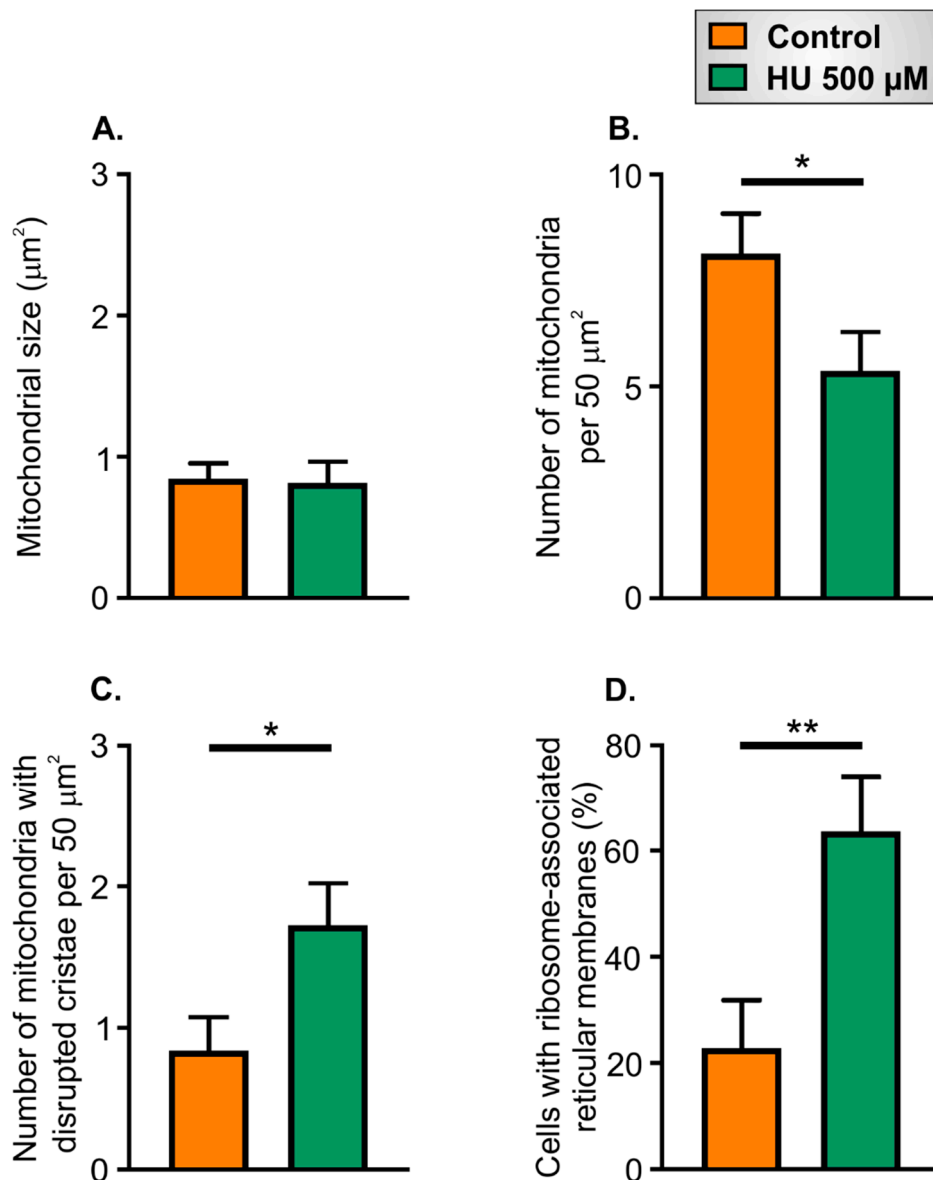 Control
HU 500 μM
A.
Mitochondrial size (μm²)
3
2
1
0
B.
Number of mitochondria
per 50 μm²
10
5
0
*
C.
Number of mitochondria with
disrupted cristae per 50 μm²
3
2
1
0
*
D.
Cells with ribosome-associated
reticular membranes (%)
80
60
40
20
0
**